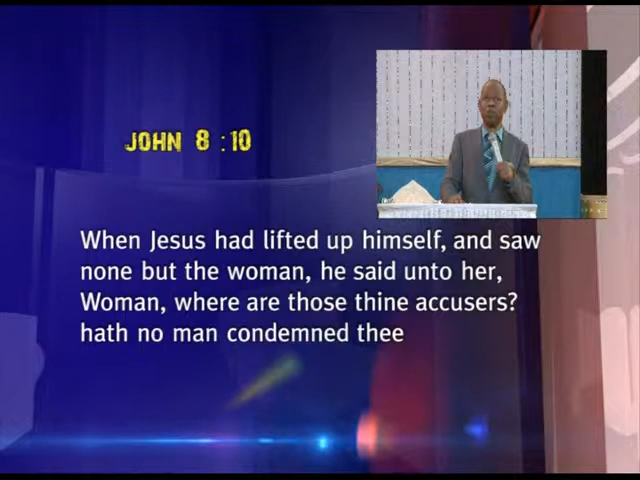 JOHN 8 :10
When Jesus had lifted up himself, and saw
none but the woman, he said unto her,
Woman, where are those thine accusers?
hath no man condemned thee